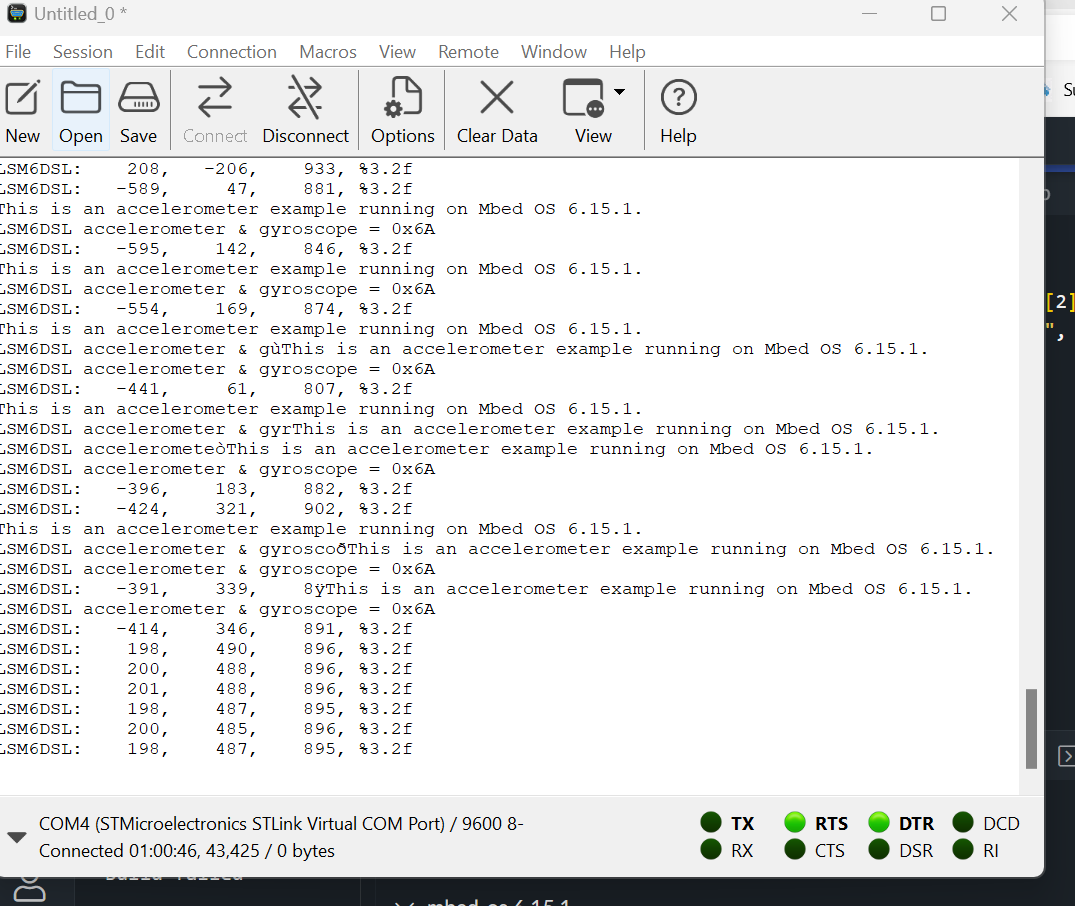 Untitled_0 *
File Session Edit Connection Macros View Remote Window Help
New Open Save Connect Disconnect Options Clear Data View Help
LSM6DSL: 208, -206, 933, %3.2f
LSM6DSL: -589, 47, 881, %3.2f
This is an accelerometer example running on Mbed OS 6.15.1.
LSM6DSL accelerometer & gyroscope = 0x6A
LSM6DSL: -595, 142, 846, %3.2f
This is an accelerometer example running on Mbed OS 6.15.1.
LSM6DSL accelerometer & gyroscope = 0x6A
LSM6DSL: -554, 169, 874, %3.2f
This is an accelerometer example running on Mbed OS 6.15.1.
LSM6DSL accelerometer & gùThis is an accelerometer example running on Mbed OS 6.15.1.
LSM6DSL accelerometer & gyroscope = 0x6A
LSM6DSL: -441, 61, 807, %3.2f
This is an accelerometer example running on Mbed OS 6.15.1.
LSM6DSL accelerometer & gyrThis is an accelerometer example running on Mbed OS 6.15.1.
LSM6DSL accelerometeòThis is an accelerometer example running on Mbed OS 6.15.1.
LSM6DSL accelerometer & gyroscope = 0x6A
LSM6DSL: -396, 183, 882, %3.2f
LSM6DSL: -424, 321, 902, %3.2f
This is an accelerometer example running on Mbed OS 6.15.1.
LSM6DSL accelerometer & gyroscoðThis is an accelerometer example running on Mbed OS 6.15.1.
LSM6DSL accelerometer & gyroscope = 0x6A
LSM6DSL: -391, 339, 8ÿThis is an accelerometer example running on Mbed OS 6.15.1.
LSM6DSL accelerometer & gyroscope = 0x6A
LSM6DSL: -414, 346, 891, %3.2f
LSM6DSL: 198, 490, 896, %3.2f
LSM6DSL: 200, 488, 896, %3.2f
LSM6DSL: 201, 488, 896, %3.2f
LSM6DSL: 198, 487, 895, %3.2f
LSM6DSL: 200, 485, 896, %3.2f
LSM6DSL: 198, 487, 895, %3.2f
[2]
",
COM4 (STMicroelectronics STLink Virtual COM Port) / 9600 8-
Connected 01:00:46, 43,425 / 0 bytes
TX RTS DTR DCD
RX CTS DSR RI
Build failed
mbed-os 6.15.1